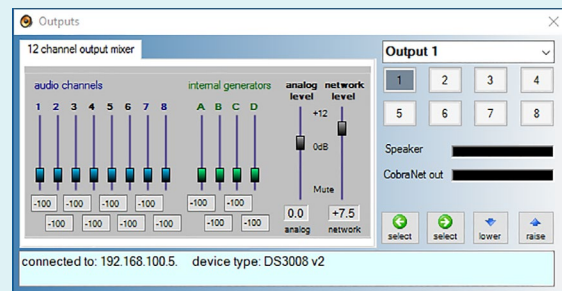 Outputs
12 channel output mixer
audio channels
internal generators
analog level
network level
1 2 3 4 5 6 7 8
A B C D
+12
0dB
Mute
-100 -100 -100 -100 -100 -100
-100 -100 -100 -100 -100 -100
0.0
+7.5
analog
network
Output 1
1 2 3 4
5 6 7 8
Speaker
CobraNet out
select select lower raise
connected to: 192.168.100.5. device type: DS3008 v2